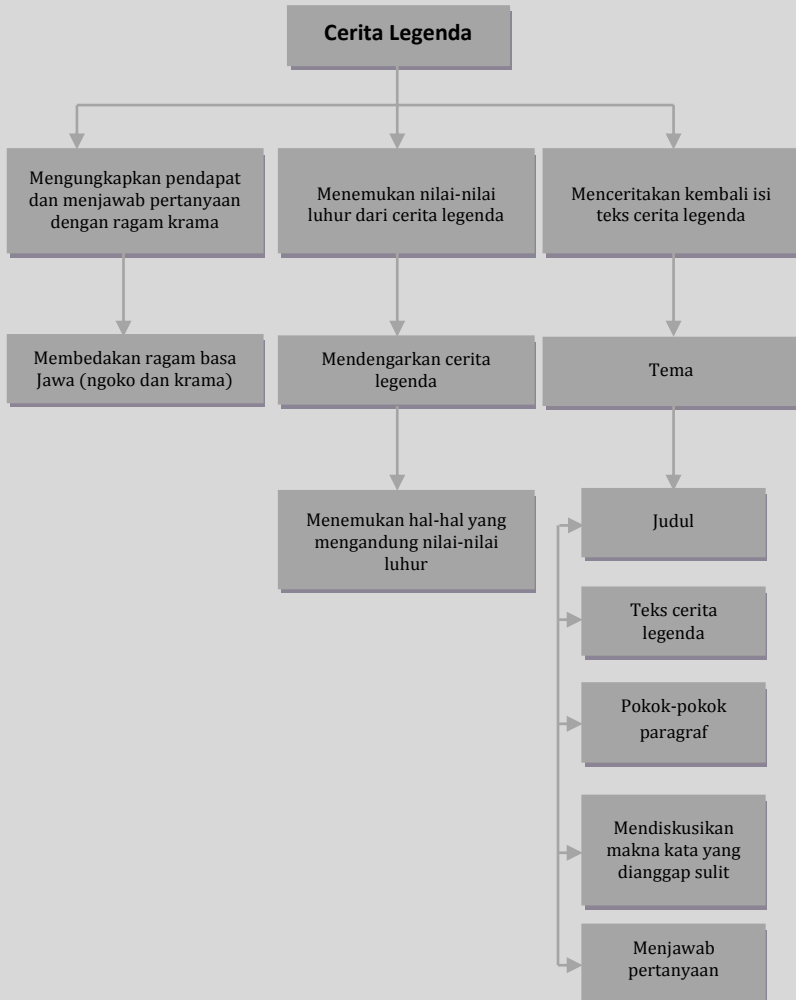 Cerita Legenda
Mengungkapkan pendapat
dan menjawab pertanyaan
dengan ragam krama
Menemukan nilai-nilai
luhur dari cerita legenda
Menceritakan kembali isi
teks cerita legenda
Membedakan ragam basa
Jawa (ngoko dan krama)
Mendengarkan cerita
legenda
Tema
Menemukan hal-hal yang
mengandung nilai-nilai
luhur
Judul
Teks cerita
legenda
Pokok-pokok
paragraf
Mendiskusikan
makna kata yang
dianggap sulit
Menjawab
pertanyaan